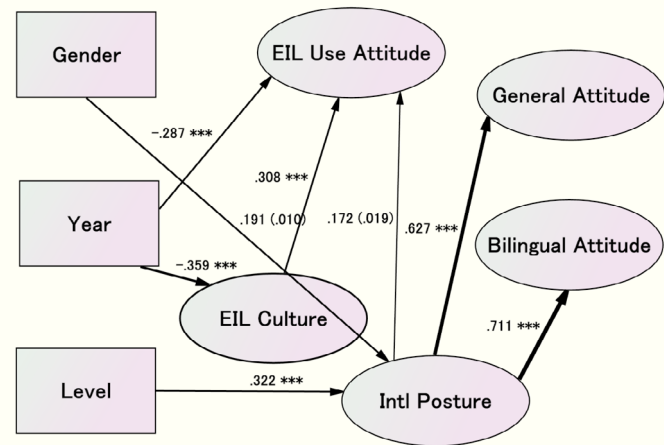 Gender
EIL Use Attitude
General Attitude
-.287 ***
.308 ***
Year
.191 (.010)
.172 (.019)
.627 ***
Bilingual Attitude
-.359 ***
EIL Culture
.711 ***
Level
.322 ***
Intl Posture